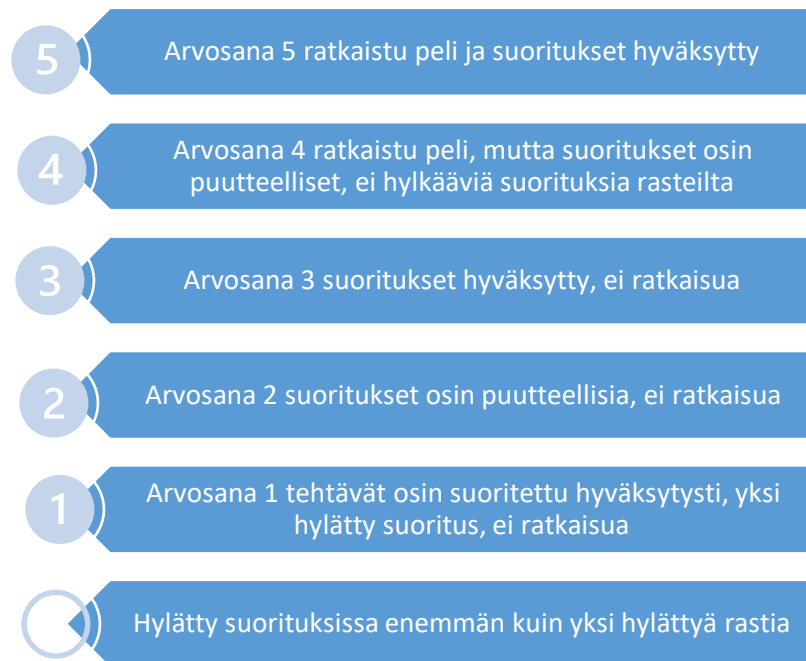 5
Arvosana 5 ratkaistu peli ja suoritukset hyväksytty
4
Arvosana 4 ratkaistu peli, mutta suoritukset osin
puutteelliset, ei hylkääviä suorituksia rasteilta
3
Arvosana 3 suoritukset hyväksytty, ei ratkaisua
2
Arvosana 2 suoritukset osin puutteellisia, ei ratkaisua
1
Arvosana 1 tehtävät osin suoritettu hyväksytysti, yksi
hylätty suoritus, ei ratkaisua
Hylätty suorituksissa enemmän kuin yksi hylättyä rastia